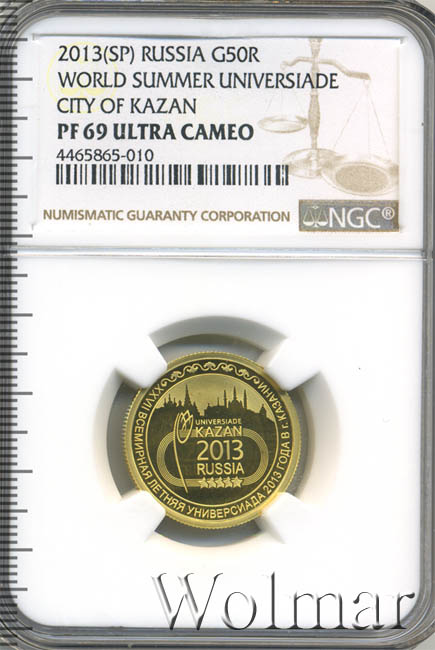 2013(SP) RUSSIA G50R
WORLD SUMMER UNIVERSIADE
CITY OF KAZAN
PF 69 ULTRA CAMEO
4465865-010
NUMISMATIC GUARANTY CORPORATION
NGC®
UNIVERSIADE
KAZAN
2013
RUSSIA
XXVII ВСЕМИРНАЯ ЛЕТНЯЯ УНИВЕРСИАДА 2013 ГОДА В г. КАЗАНИ
Wolmar